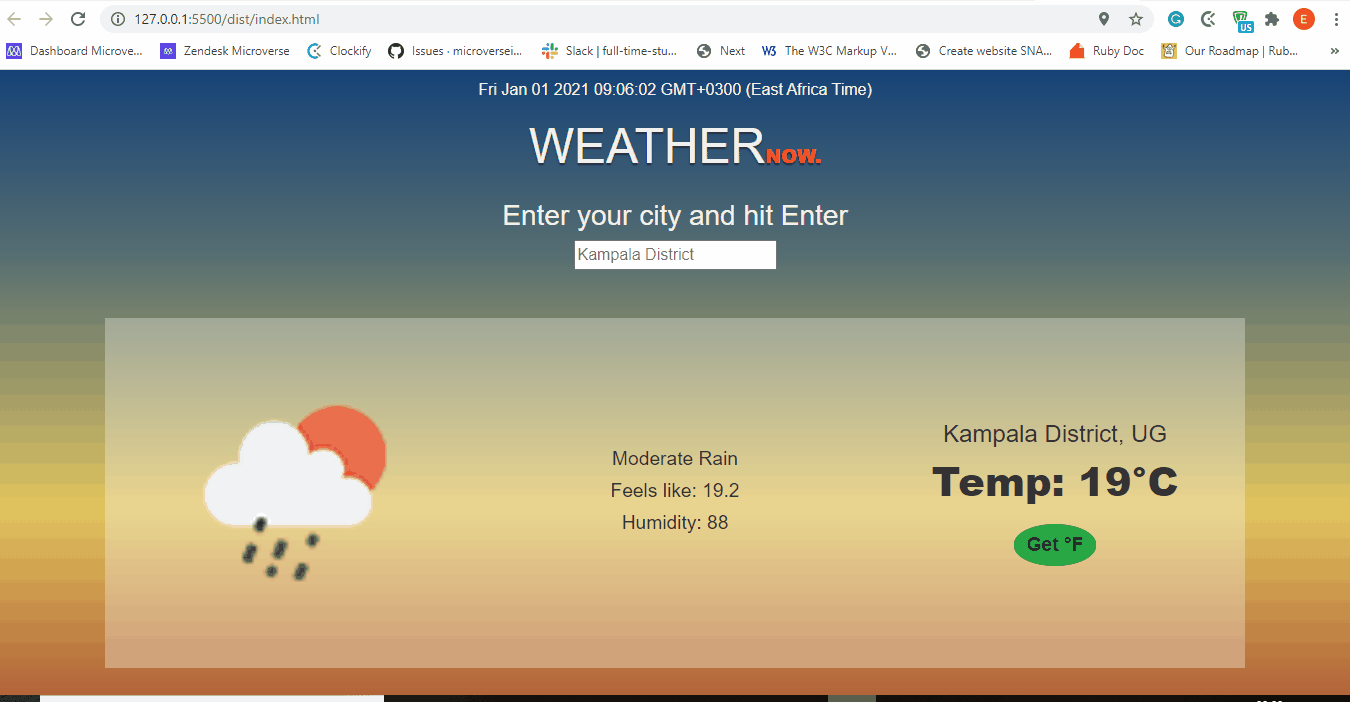 127.0.0.1:5500/dist/index.html
E
US
Dashboard Microve... Zendesk Microverse Clockify Issues · microversei... Slack | full-time-stu... Next W3 The W3C Markup V... Create website SNA... Ruby Doc Our Roadmap | Rub... »
Fri Jan 01 2021 09:06:02 GMT+0300 (East Africa Time)
WEATHERNOW.
Enter your city and hit Enter
Kampala District
Kampala District, UG
Moderate Rain
Temp: 19°C
Feels like: 19.2
Humidity: 88
Get °F